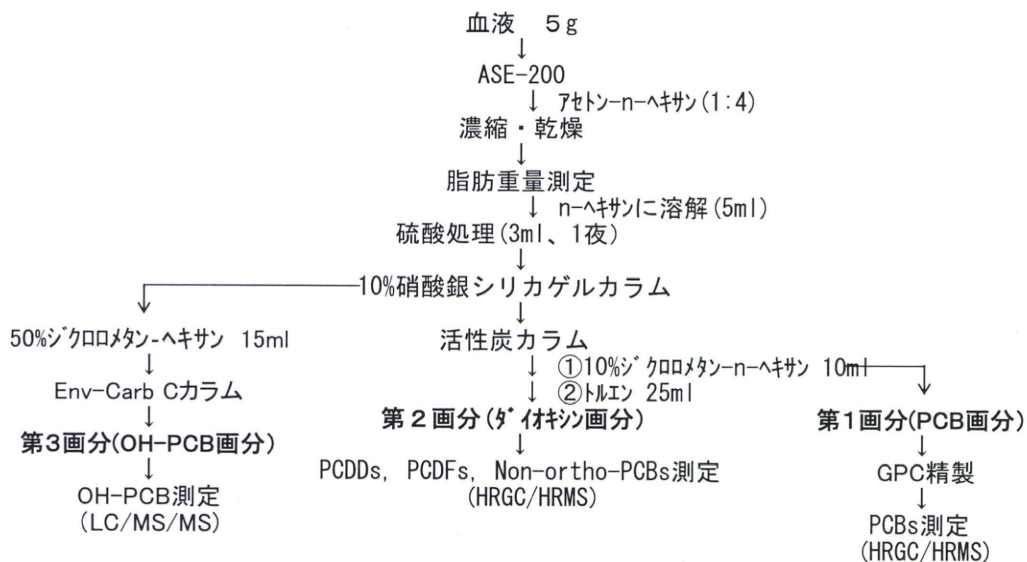 血液　５g
ASE-200
ｱｾﾄﾝ-n-ﾍｷｻﾝ(1:4)
濃縮・乾燥
脂肪重量測定
n-ﾍｷｻﾝに溶解(5ml)
硫酸処理(3ml、1夜)
10%硝酸銀シリカゲルカラム
50%ｼﾞｸﾛﾛﾒﾀﾝ-ﾍｷｻﾝ 15ml
Env-Carb Cカラム
第3画分(OH-PCB画分)
OH-PCB測定
(LC/MS/MS)
活性炭カラム
①10%ｼﾞｸﾛﾛﾒﾀﾝ-n-ﾍｷｻﾝ 10ml
②ﾄﾙｴﾝ 25ml
第２画分(ﾀﾞｲｵｷｼﾝ画分)
PCDDs, PCDFs, Non-ortho-PCBs測定
(HRGC/HRMS)
第1画分(PCB画分)
GPC精製
PCBs測定
(HRGC/HRMS)